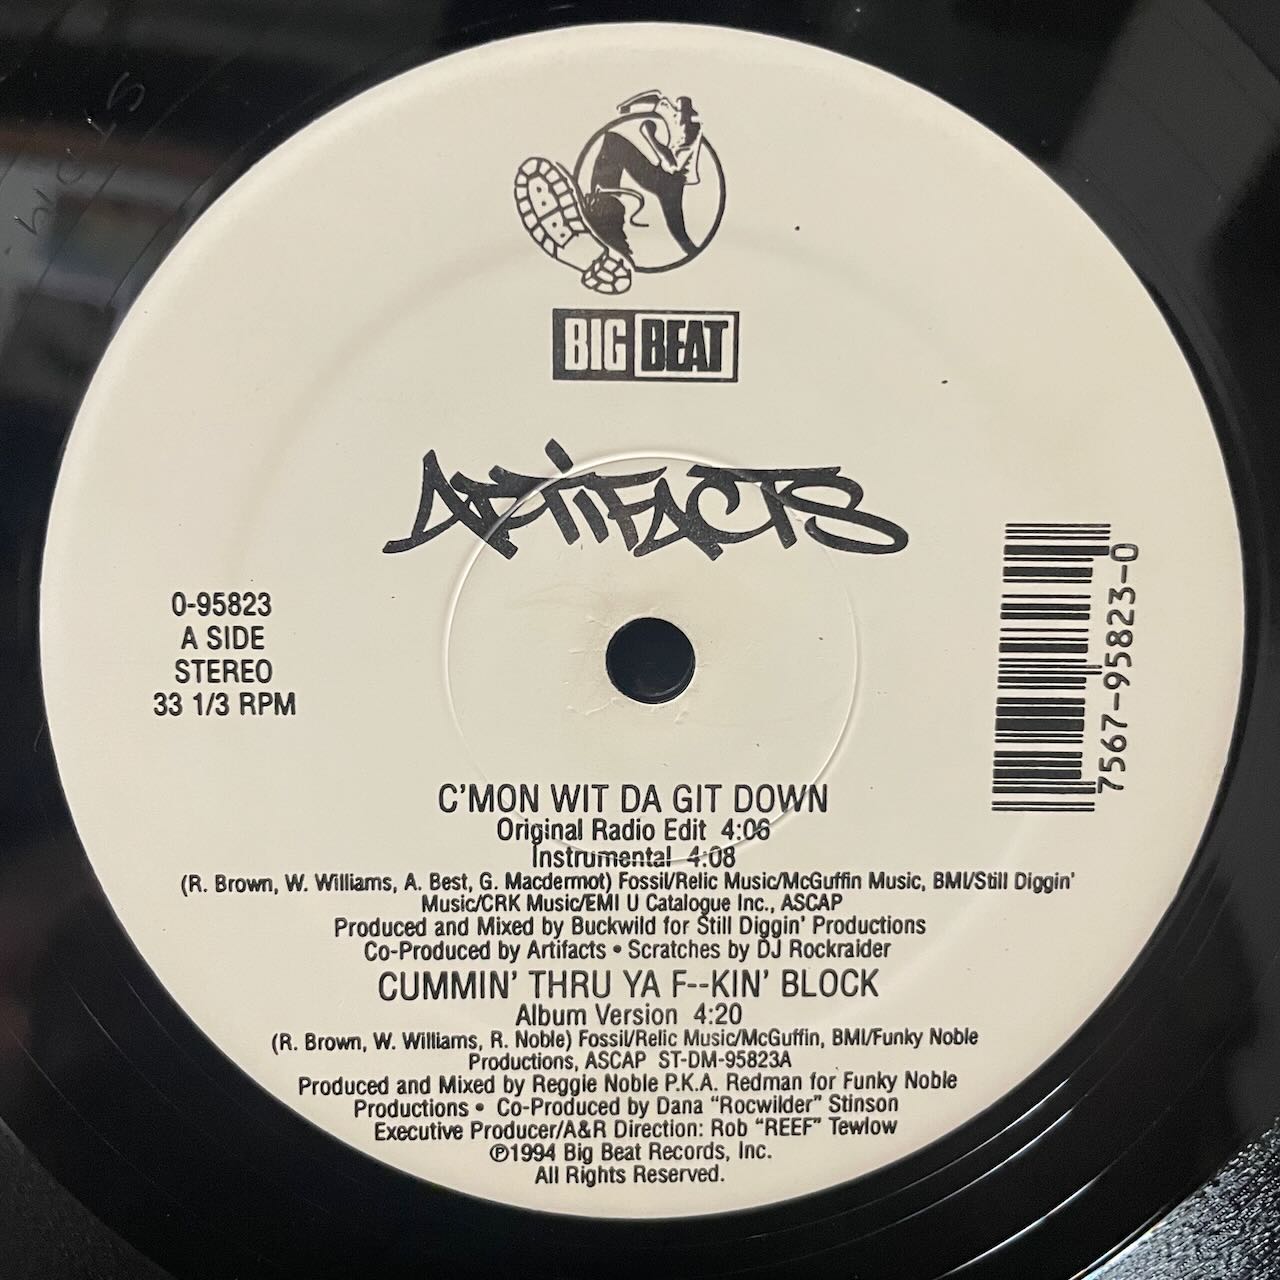 BB
BIG BEAT
ARTIFACTS
0-95823
A SIDE
STEREO
33 1/3 RPM
7567-95823-0
C'MON WIT DA GIT DOWN
Original Radio Edit 4:06
Instrumental 4:08
(R. Brown, W. Williams, A. Best, G. Macdermot) Fossil/Relic Music/McGuffin Music, BMI/Still Diggin'
Music/CRK Music/EMI U Catalogue Inc., ASCAP
Produced and Mixed by Buckwild for Still Diggin' Productions
Co-Produced by Artifacts • Scratches by DJ Rockraider
CUMMIN' THRU YA F--KIN' BLOCK
Album Version 4:20
(R. Brown, W. Williams, R. Noble) Fossil/Relic Music/McGuffin, BMI/Funky Noble
Productions, ASCAP ST-DM-95823A
Produced and Mixed by Reggie Noble P.K.A. Redman for Funky Noble
Productions • Co-Produced by Dana "Rocwilder" Stinson
Executive Producer/A&R Direction: Rob "REEF" Tewlow
℗1994 Big Beat Records, Inc.
All Rights Reserved.